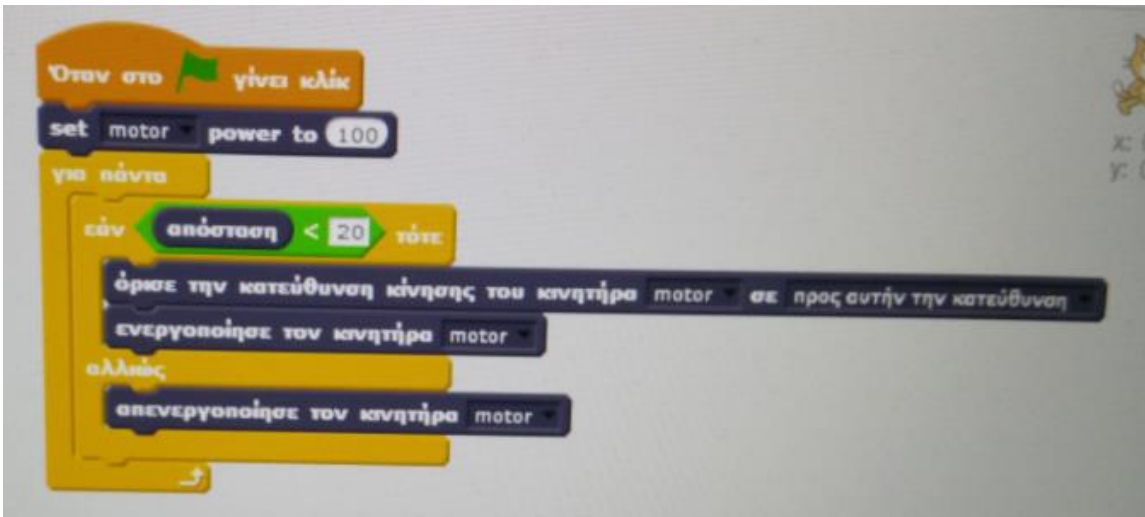 Όταν στο γίνει κλίκ
set motor power to 100
για πάντα
εάν απόσταση < 20 τότε
όρισε την κατεύθυνση κίνησης του κινητήρα motor σε προς αυτήν την κατεύθυνση
ενεργοποίησε τον κινητήρα motor
αλλιώς
απενεργοποίησε τον κινητήρα motor
x:
y: